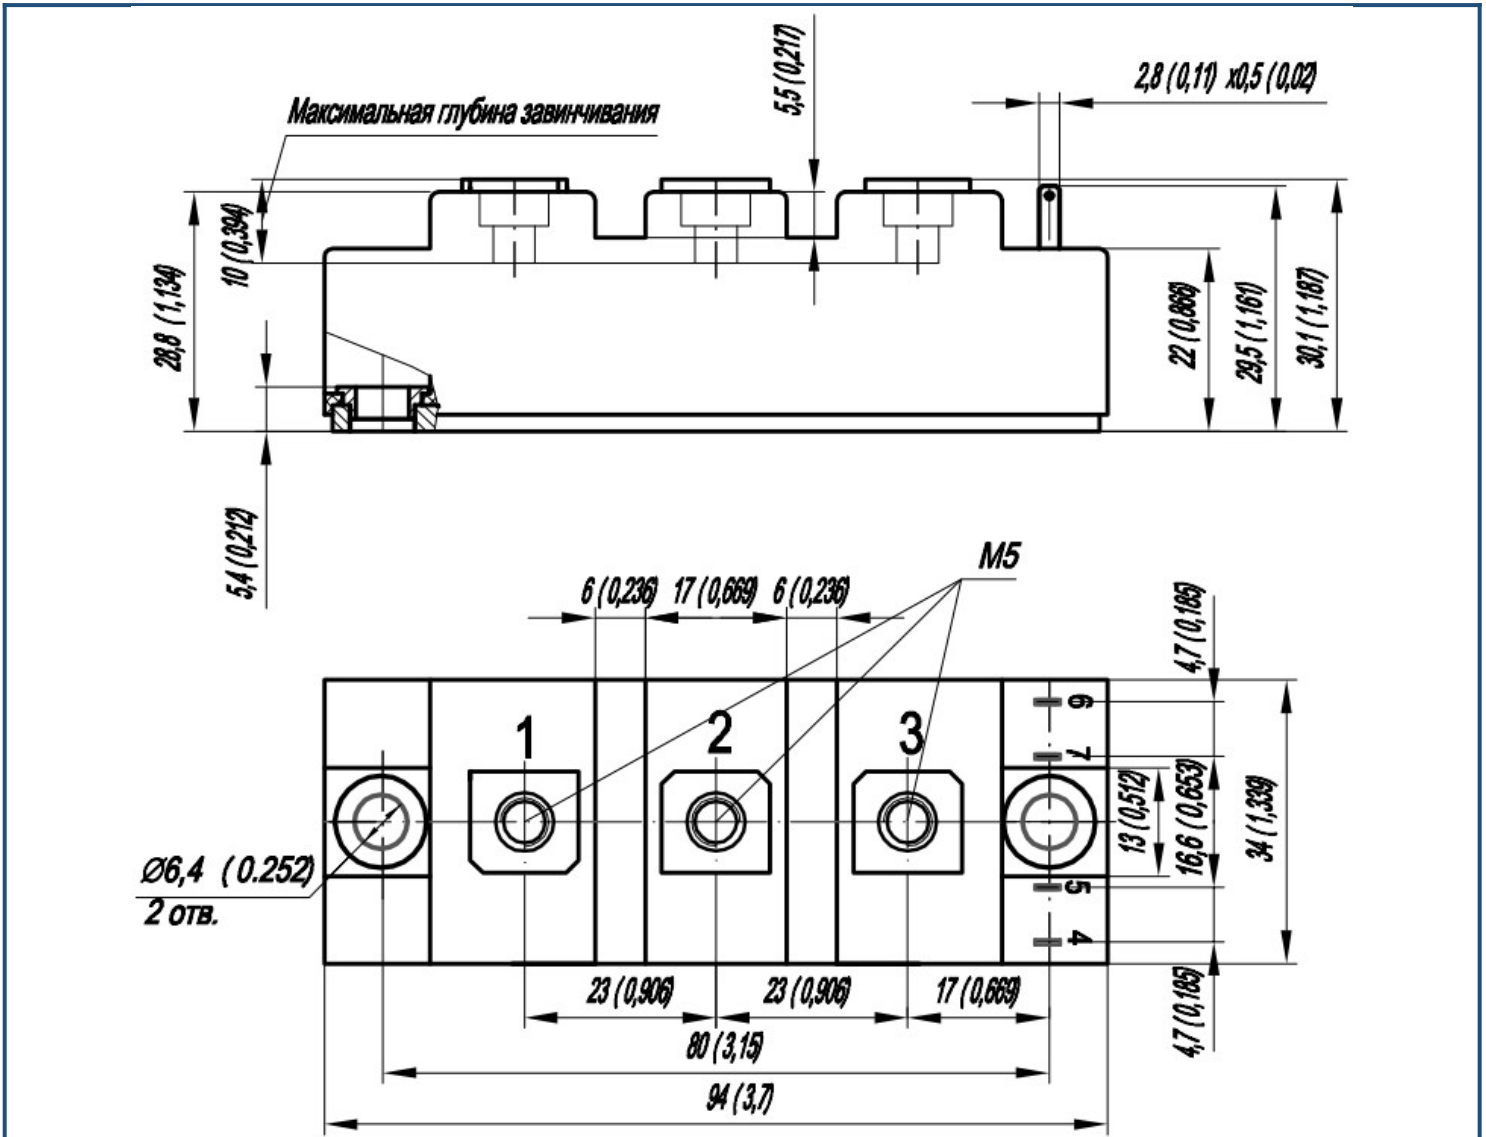 5,5 (0,217)
2,8 (0,11) x0,5 (0,02)
Максимальная глубина завинчивания
10 (0,394)
28,8 (1,134)
22 (0,866)
29,5 (1,161)
30,1 (1,187)
5,4 (0,212)
M5
6 (0,236) 17 (0,669) 6 (0,236)
4,7 (0,185)
1 2 3
6
7
13 (0,512)
16,6 (0,653)
34 (1,339)
Ø6,4 (0.252)
2 отв.
5
4
23 (0,906) 23 (0,906) 17 (0,669)
4,7 (0,185)
80 (3,15)
94 (3,7)